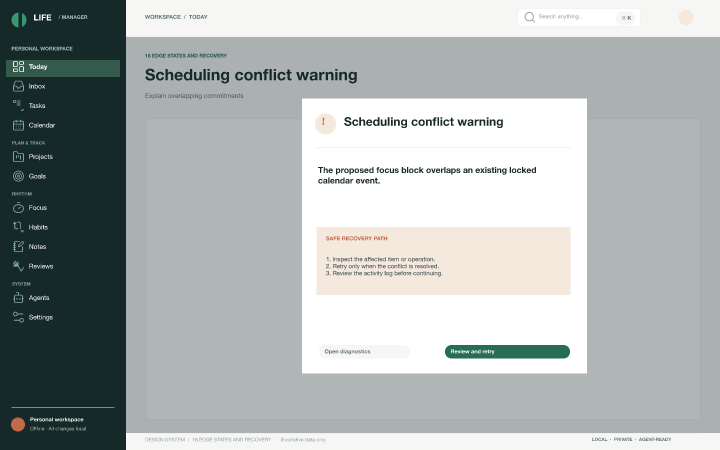 LIFE / MANAGER
PERSONAL WORKSPACE
Today
Inbox
Tasks
Calendar
PLAN & TRACK
Projects
Goals
RHYTHM
Focus
Habits
Notes
Reviews
SYSTEM
Agents
Settings
Personal workspace
Offline · All changes local
WORKSPACE / TODAY
Search anything...
⌘ K
16 EDGE STATES AND RECOVERY
Scheduling conflict warning
Explain overlapping commitments
!
Scheduling conflict warning
The proposed focus block overlaps an existing locked
calendar event.
SAFE RECOVERY PATH
1. Inspect the affected item or operation.
2. Retry only when the conflict is resolved.
3. Review the activity log before continuing.
Open diagnostics
Review and retry
DESIGN SYSTEM / 16 EDGE STATES AND RECOVERY · Illustrative data only
LOCAL · PRIVATE · AGENT-READY